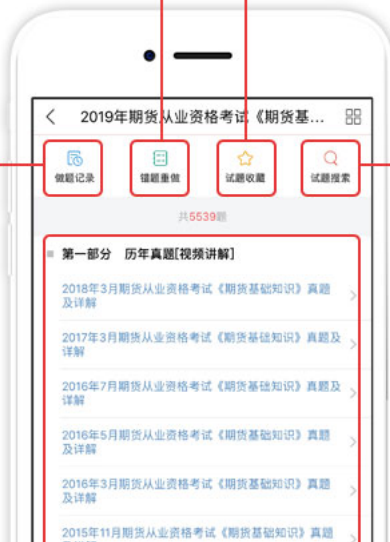 2019年期货从业资格考试《期货基...
做题记录
错题重做
试题收藏
试题搜索
共5539题
第一部分 历年真题[视频讲解]
2018年3月期货从业资格考试《期货基础知识》真题
及详解
2017年3月期货从业资格考试《期货基础知识》真题及
详解
2016年7月期货从业资格考试《期货基础知识》真题及
详解
2016年5月期货从业资格考试《期货基础知识》真题
及详解
2016年3月期货从业资格考试《期货基础知识》真题
及详解
2015年11月期货从业资格考试《期货基础知识》真题